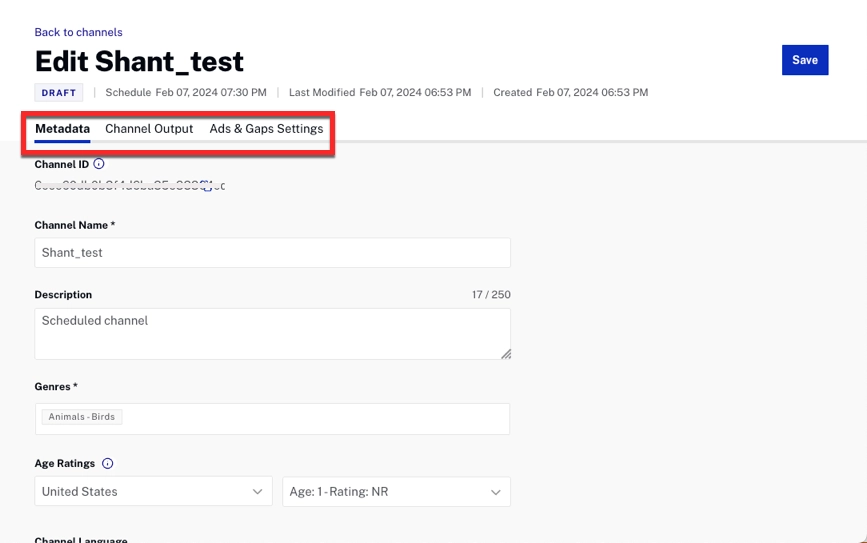 Back to channels
Edit Shant_test
Save
DRAFT | Schedule Feb 07, 2024 07:30 PM | Last Modified Feb 07, 2024 06:53 PM | Created Feb 07, 2024 06:53 PM
Metadata Channel Output Ads & Gaps Settings
Channel ID
Channel Name *
Shant_test
Description 17 / 250
Scheduled channel
Genres *
Animals - Birds
Age Ratings
United States Age: 1 - Rating: NR
Channel Language